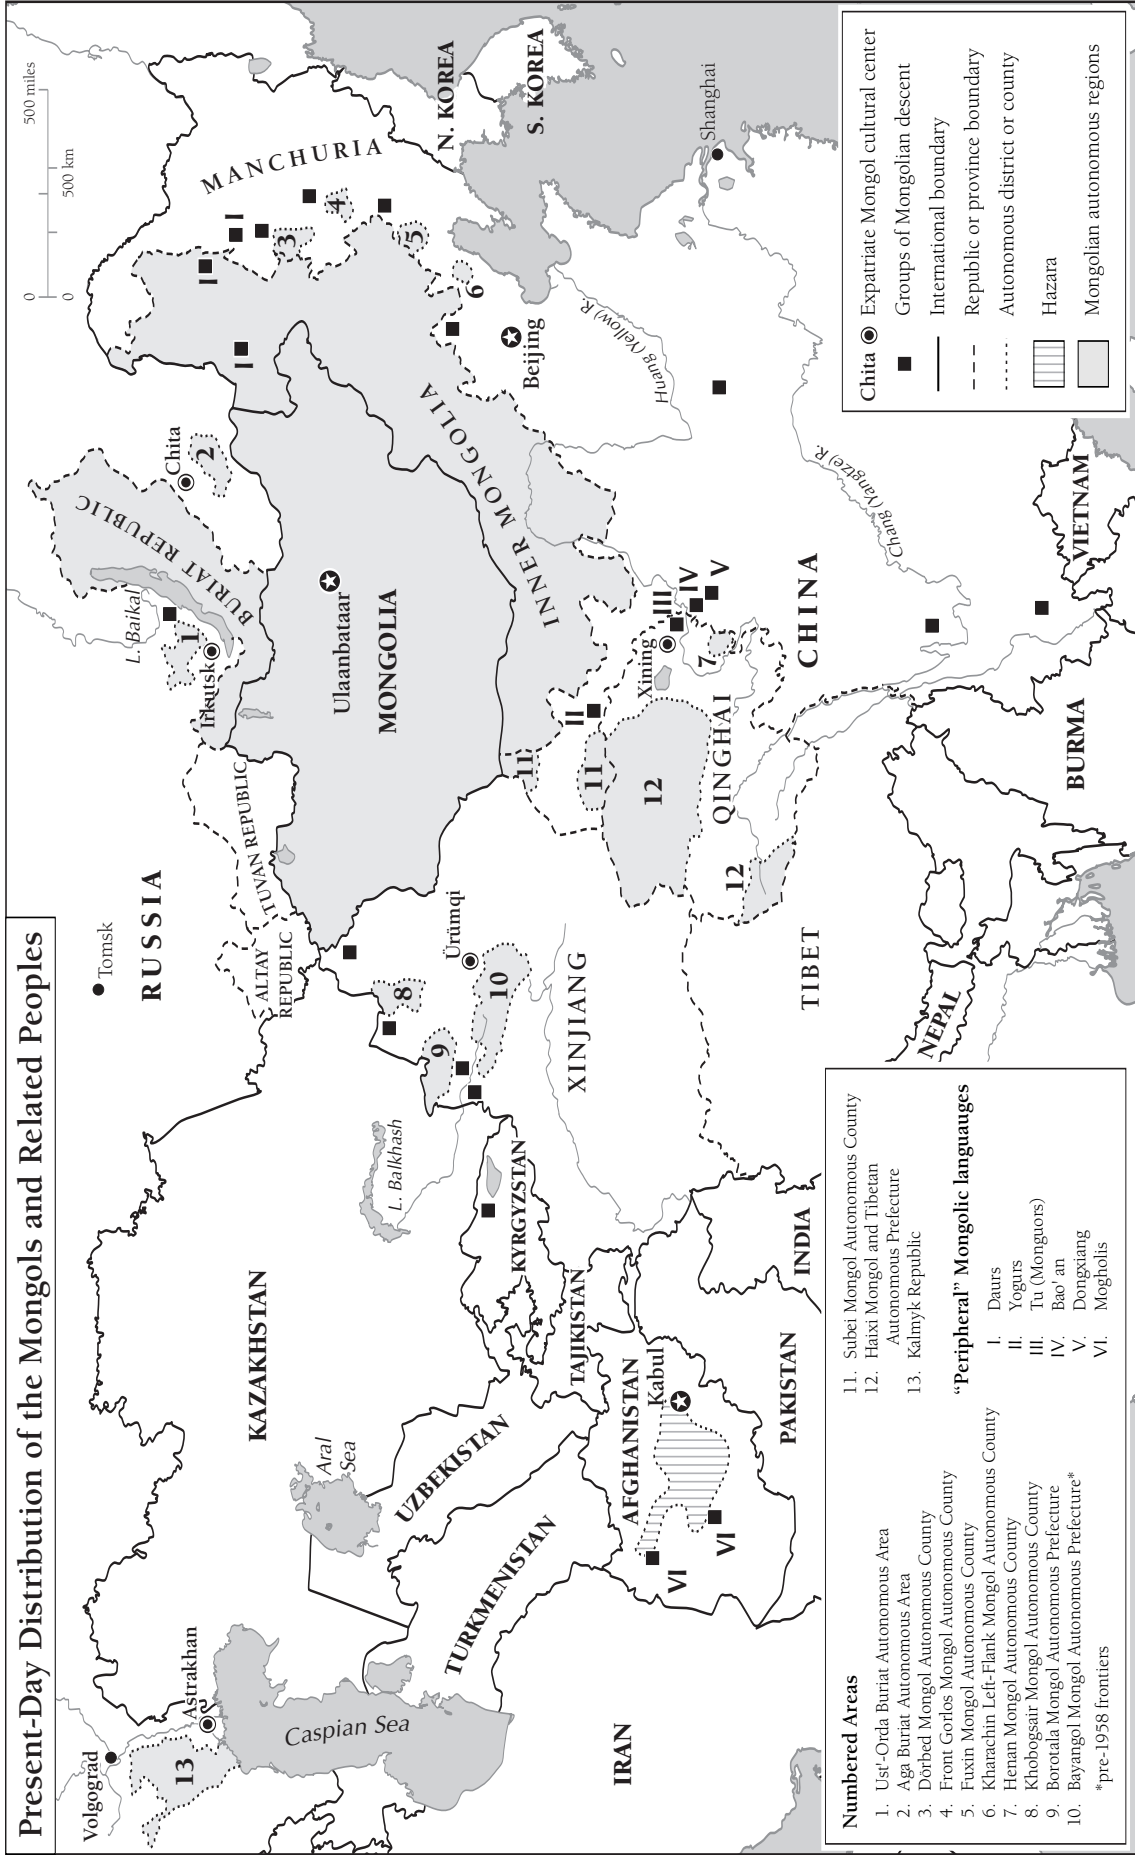 Present-Day Distribution of the Mongols and Related Peoples
0 500 miles
0 500 km
Tomsk
RUSSIA
ALTAY
REPUBLIC
TUVAN REPUBLIC
BURIAT REPUBLIC
L. Baikal
Irkutsk
1
Chita
2
MANCHURIA
I
I
I
3
4
5
6
N. KOREA
S. KOREA
Volgograd
13
Astrakhan
Caspian Sea
Aral
Sea
KAZAKHSTAN
L. Balkhash
8
9
10
Ürümqi
MONGOLIA
Ulaanbataar
INNER MONGOLIA
Beijing
Shanghai
Huang (Yellow) R.
Chang (Yangtze) R.
UZBEKISTAN
TURKMENISTAN
KYRGYZSTAN
TAJIKISTAN
AFGHANISTAN
Kabul
VI
VI
IRAN
PAKISTAN
INDIA
XINJIANG
TIBET
NEPAL
11
11
12
12
II
QINGHAI
Xining
III
IV
V
7
CHINA
BURMA
VIETNAM
Numbered Areas
1. Ust'-Orda Buriat Autonomous Area
2. Aga Buriat Autonomous Area
3. Dörbed Mongol Autonomous County
4. Front Gorlos Mongol Autonomous County
5. Fuxin Mongol Autonomous County
6. Kharachin Left-Flank Mongol Autonomous County
7. Henan Mongol Autonomous County
8. Khobogsair Mongol Autonomous County
9. Borotala Mongol Autonomous Prefecture
10. Bayangol Mongol Autonomous Prefecture*
*pre-1958 frontiers
11. Subei Mongol Autonomous County
12. Haixi Mongol and Tibetan
Autonomous Prefecture
13. Kalmyk Republic
"Peripheral" Mongolic languauges
I. Daurs
II. Yogurs
III. Tu (Monguors)
IV. Bao' an
V. Dongxiang
VI. Mogholis
Chita Expatriate Mongol cultural center
Groups of Mongolian descent
International boundary
Republic or province boundary
Autonomous district or county
Hazara
Mongolian autonomous regions